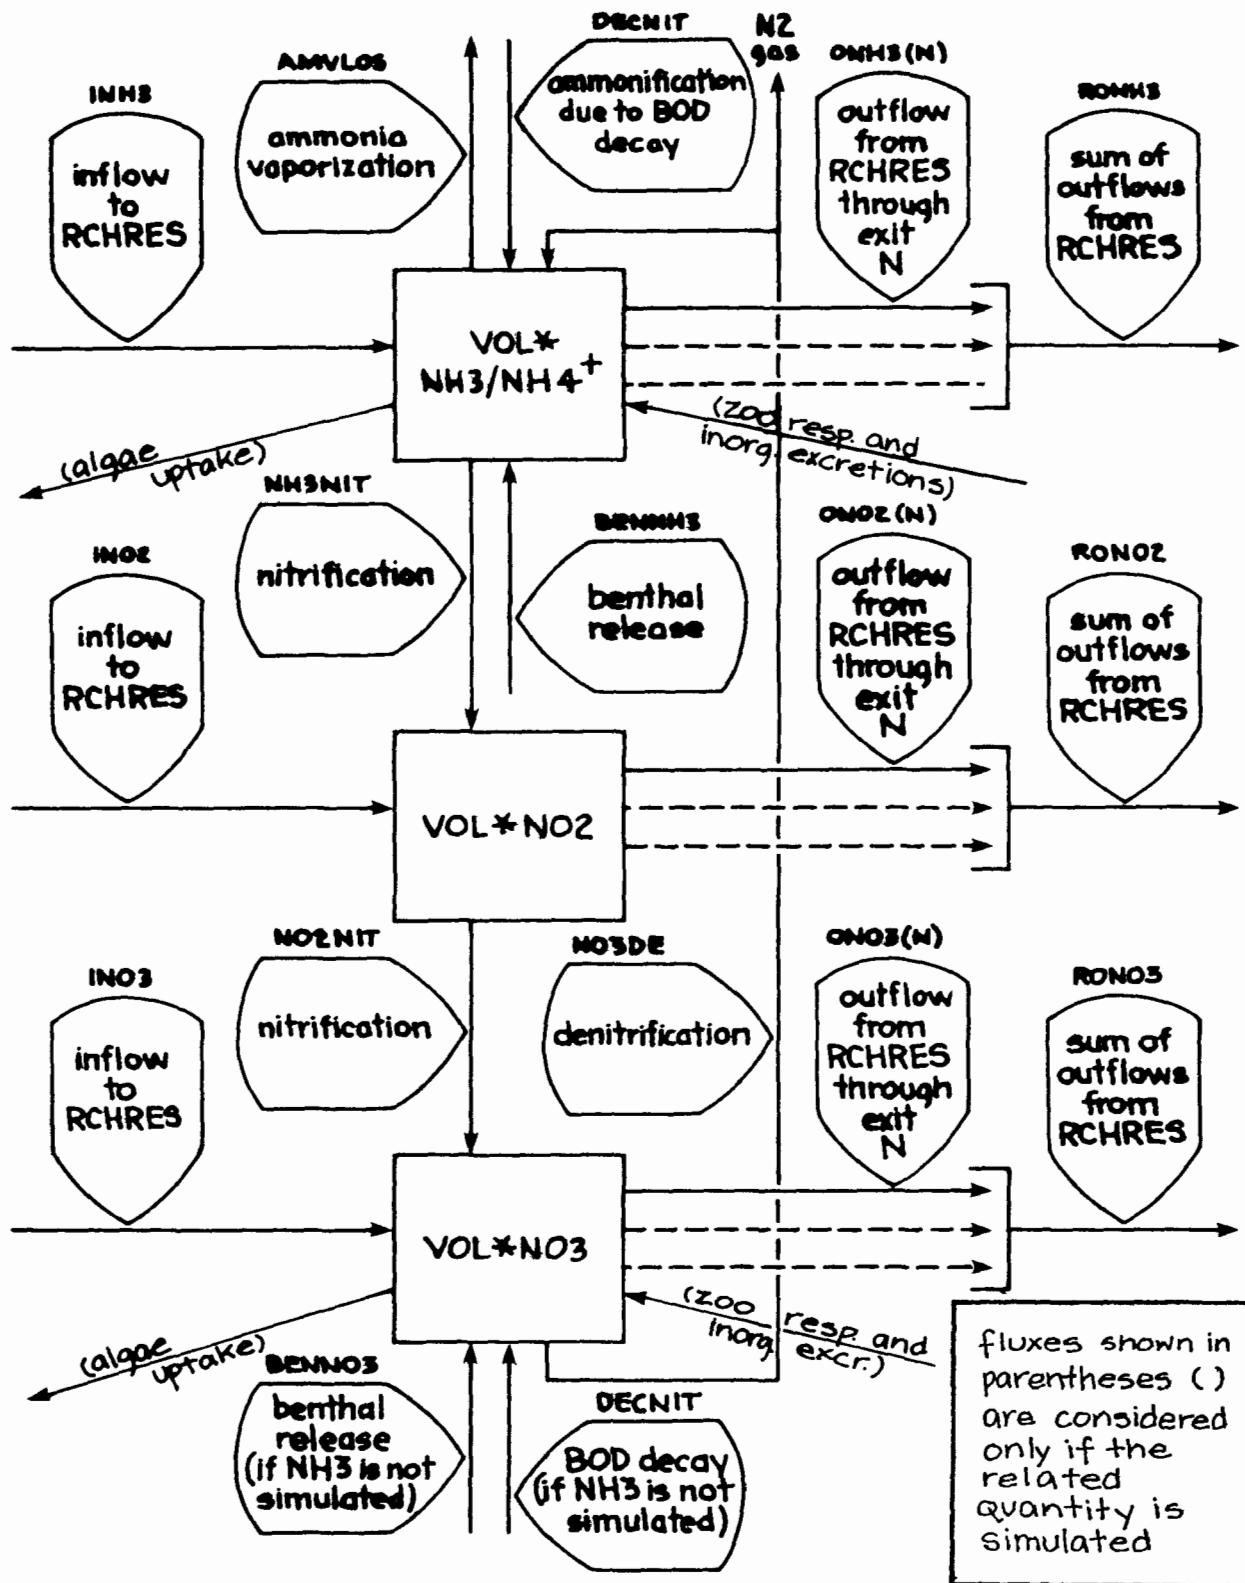 DECNIT
N2
gas
AMVLOS
ONH3(N)
INH3
RONH3
ammonification
due to BOD
decay
ammonia
vaporization
outflow
from
RCHRES
through
exit
N
inflow
to
RCHRES
sum of
outflows
from
RCHRES
VOL*
NH3/NH4+
(algae
uptake)
(zoo resp. and
inorg. excretions)
NH3NIT
BENNH3
ONO2(N)
INO2
RONO2
nitrification
benthal
release
outflow
from
RCHRES
through
exit
N
inflow
to
RCHRES
sum of
outflows
from
RCHRES
VOL*NO2
NO2NIT
NO3DE
ONO3(N)
INO3
RONO3
nitrification
denitrification
outflow
from
RCHRES
through
exit
N
inflow
to
RCHRES
sum of
outflows
from
RCHRES
VOL*NO3
(algae
uptake)
(zoo resp. and
inorg. excr.)
BENNO3
benthal
release
(if NH3 is not
simulated)
DECNIT
BOD decay
(if NH3 is not
simulated)
fluxes shown in
parentheses ()
are considered
only if the
related
quantity is
simulated